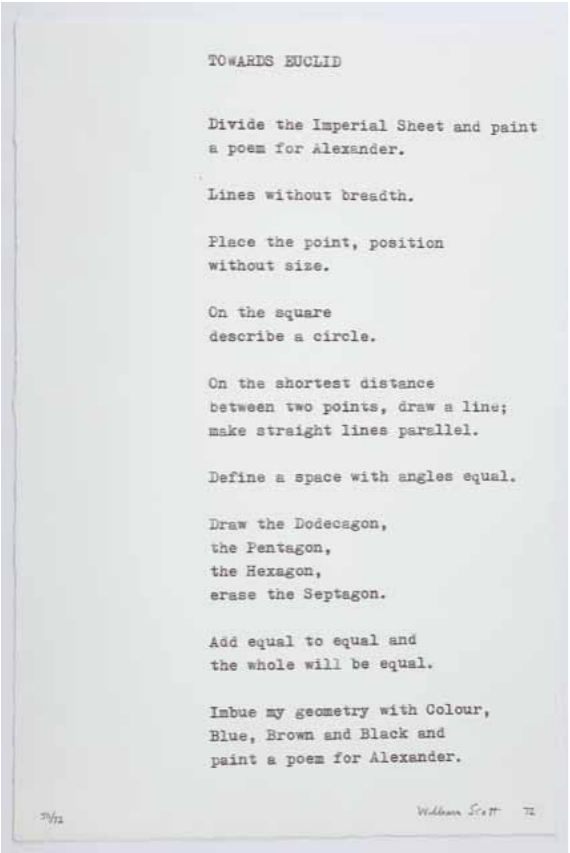 TOWARDS EUCLID
Divide the Imperial Sheet and paint
a poem for Alexander.
Lines without breadth.
Place the point, position
without size.
On the square
describe a circle.
On the shortest distance
between two points, draw a line;
make straight lines parallel.
Define a space with angles equal.
Draw the Dodecagon,
the Pentagon,
the Hexagon,
erase the Septagon.
Add equal to equal and
the whole will be equal.
Imbue my geometry with Colour,
Blue, Brown and Black and
paint a poem for Alexander.
William Scott 72